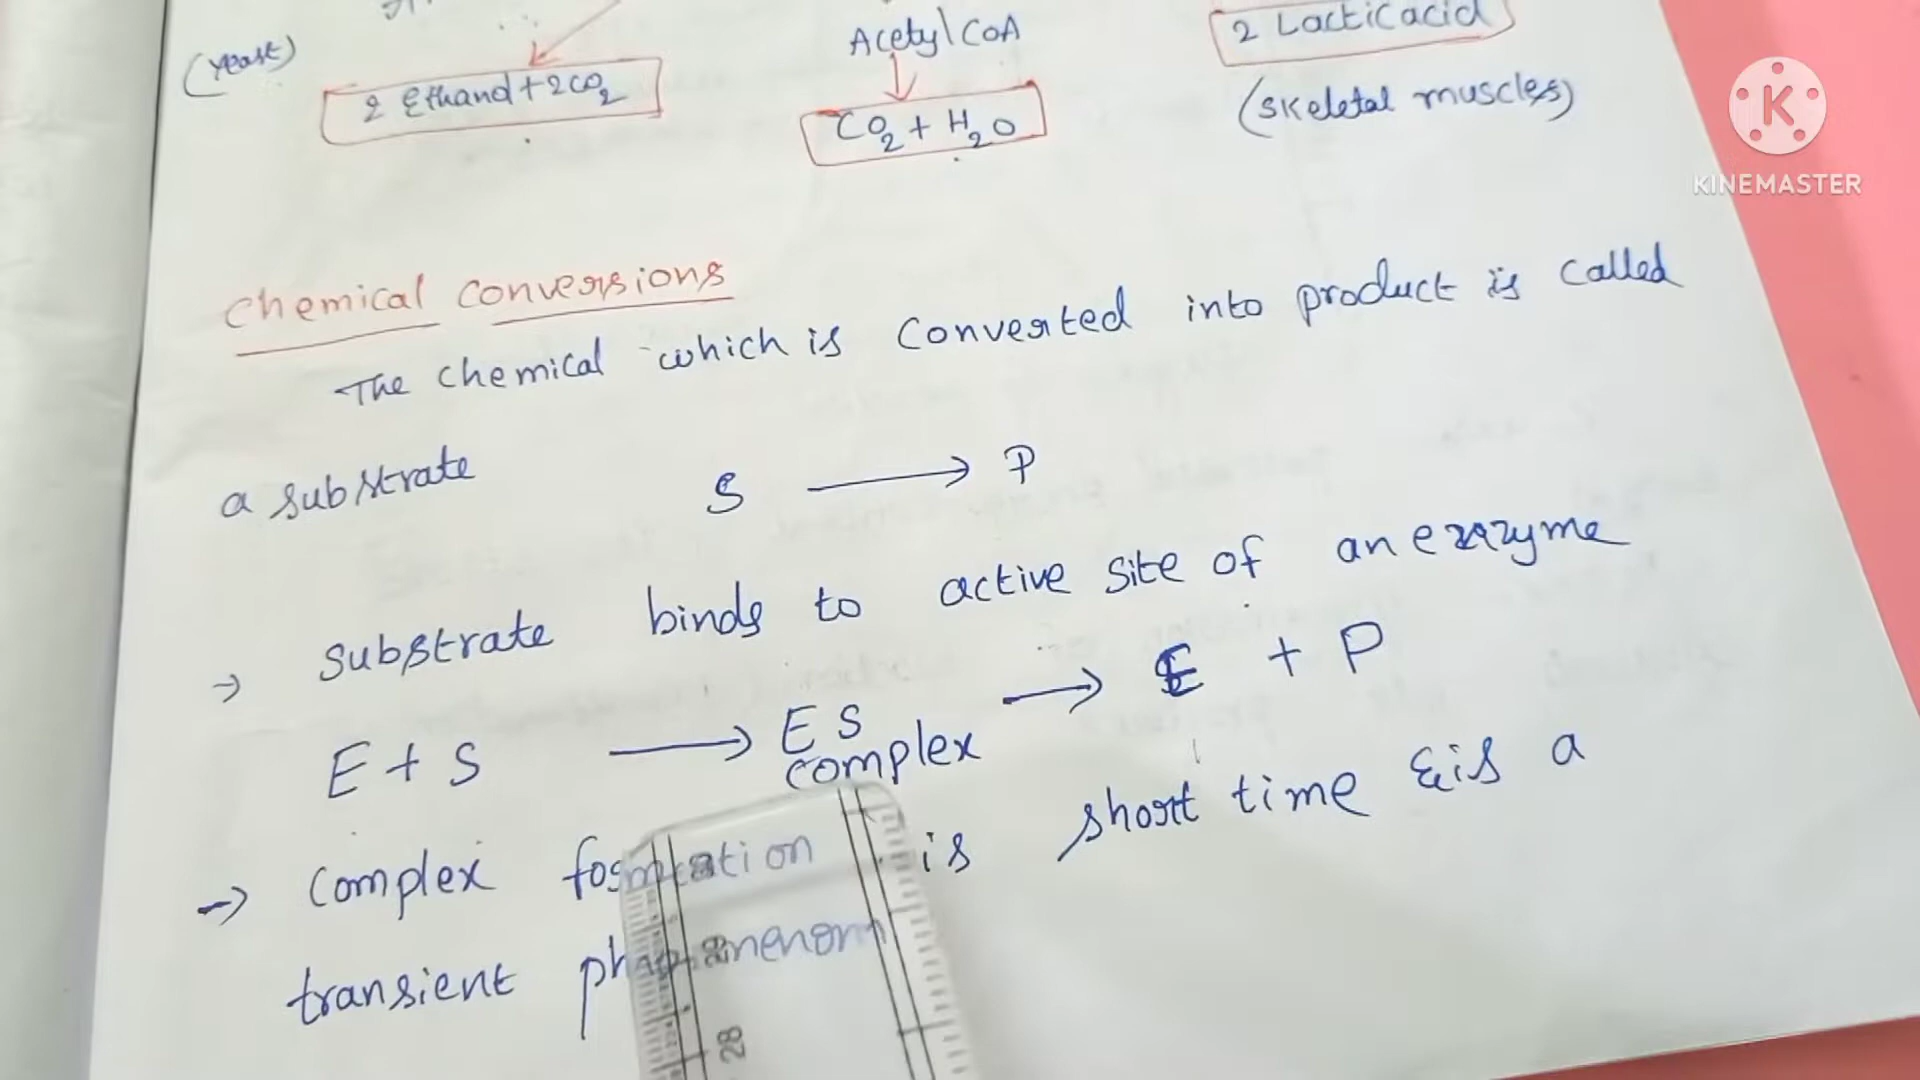 (yeast)
2 Ethanol + 2CO2
Acetyl CoA
CO2 + H2O
2 Lactic acid
(skeletal muscles)
K
KINEMASTER
Chemical Conversions
The chemical which is converted into product is called
a substrate
S → P
→ substrate binds to active site of an enzyme
E + S → ES complex → E + P
→ complex formation is short time & is a
transient phenomenon
28